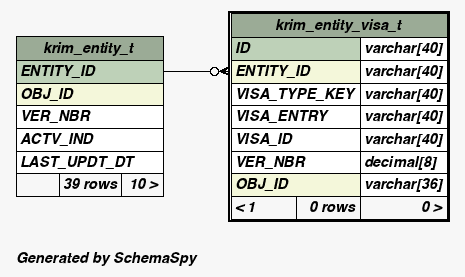 krim_entity_t
ENTITY_ID
OBJ_ID
VER_NBR
ACTV_IND
LAST_UPDT_DT
39 rows 10 >
krim_entity_visa_t
ID varchar[40]
ENTITY_ID varchar[40]
VISA_TYPE_KEY varchar[40]
VISA_ENTRY varchar[40]
VISA_ID varchar[40]
VER_NBR decimal[8]
OBJ_ID varchar[36]
< 1 0 rows 0 >
Generated by SchemaSpy